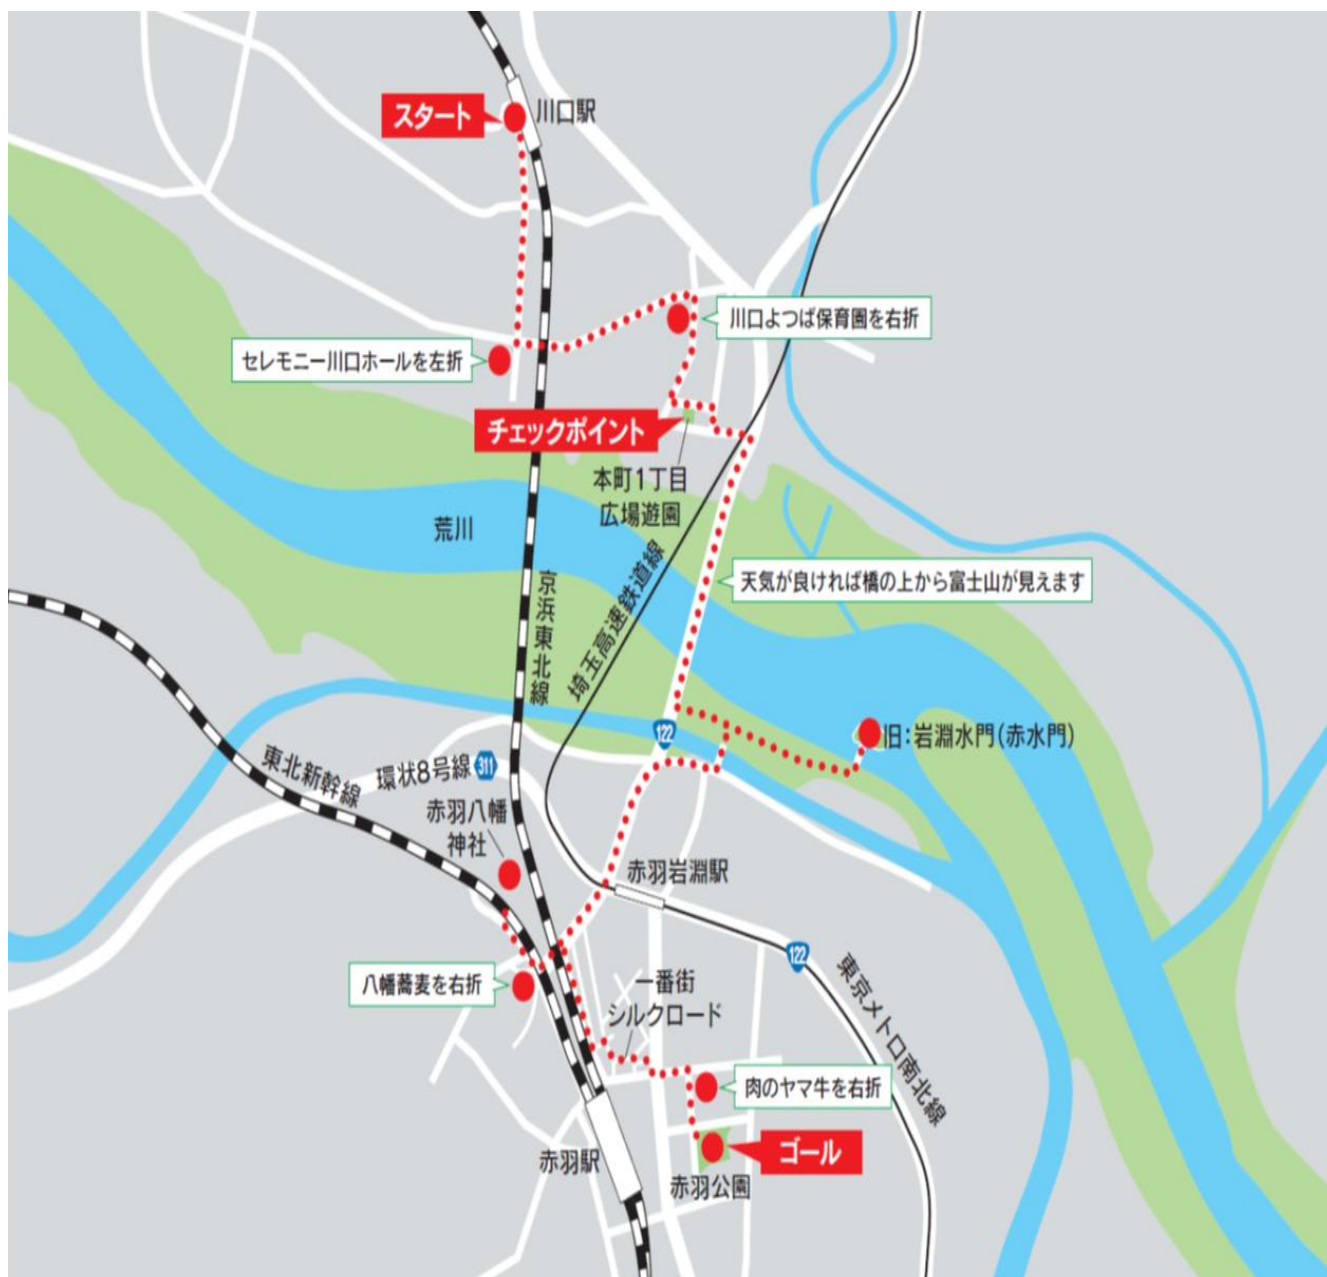 スタート
川口駅
川口よつば保育園を右折
セレモニー川口ホールを左折
チェックポイント
本町1丁目
広場遊園
荒川
京浜東北線
埼玉高速鉄道線
天気が良ければ橋の上から富士山が見えます
122
旧:岩淵水門(赤水門)
東北新幹線
環状8号線
311
赤羽八幡
神社
赤羽岩淵駅
122
八幡蕎麦を右折
一番街
シルクロード
東京メトロ南北線
肉のヤマ牛を右折
ゴール
赤羽駅
赤羽公園